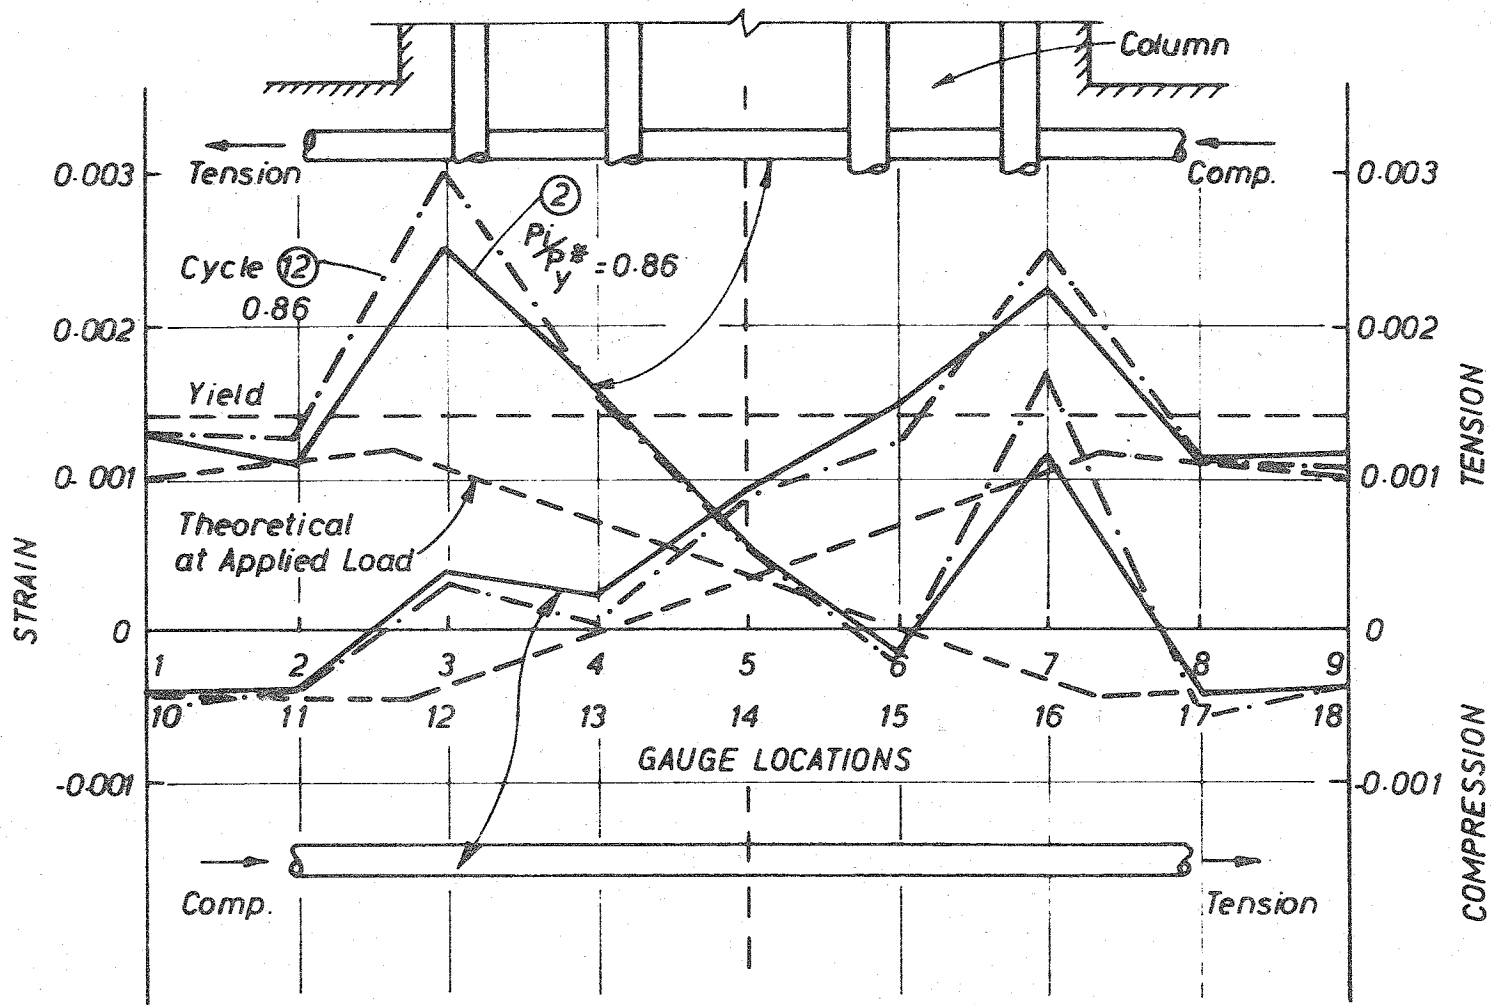 Column
Tension
Comp.
0.003
0.003
2
Pi/Py* = 0.86
Cycle 12
0.86
0.002
0.002
Yield
0.001
0.001
Theoretical
at Applied Load
TENSION
STRAIN
0
0
1 2 3 4 5 6 7 8 9
10 11 12 13 14 15 16 17 18
GAUGE LOCATIONS
-0.001
-0.001
COMPRESSION
Comp.
Tension